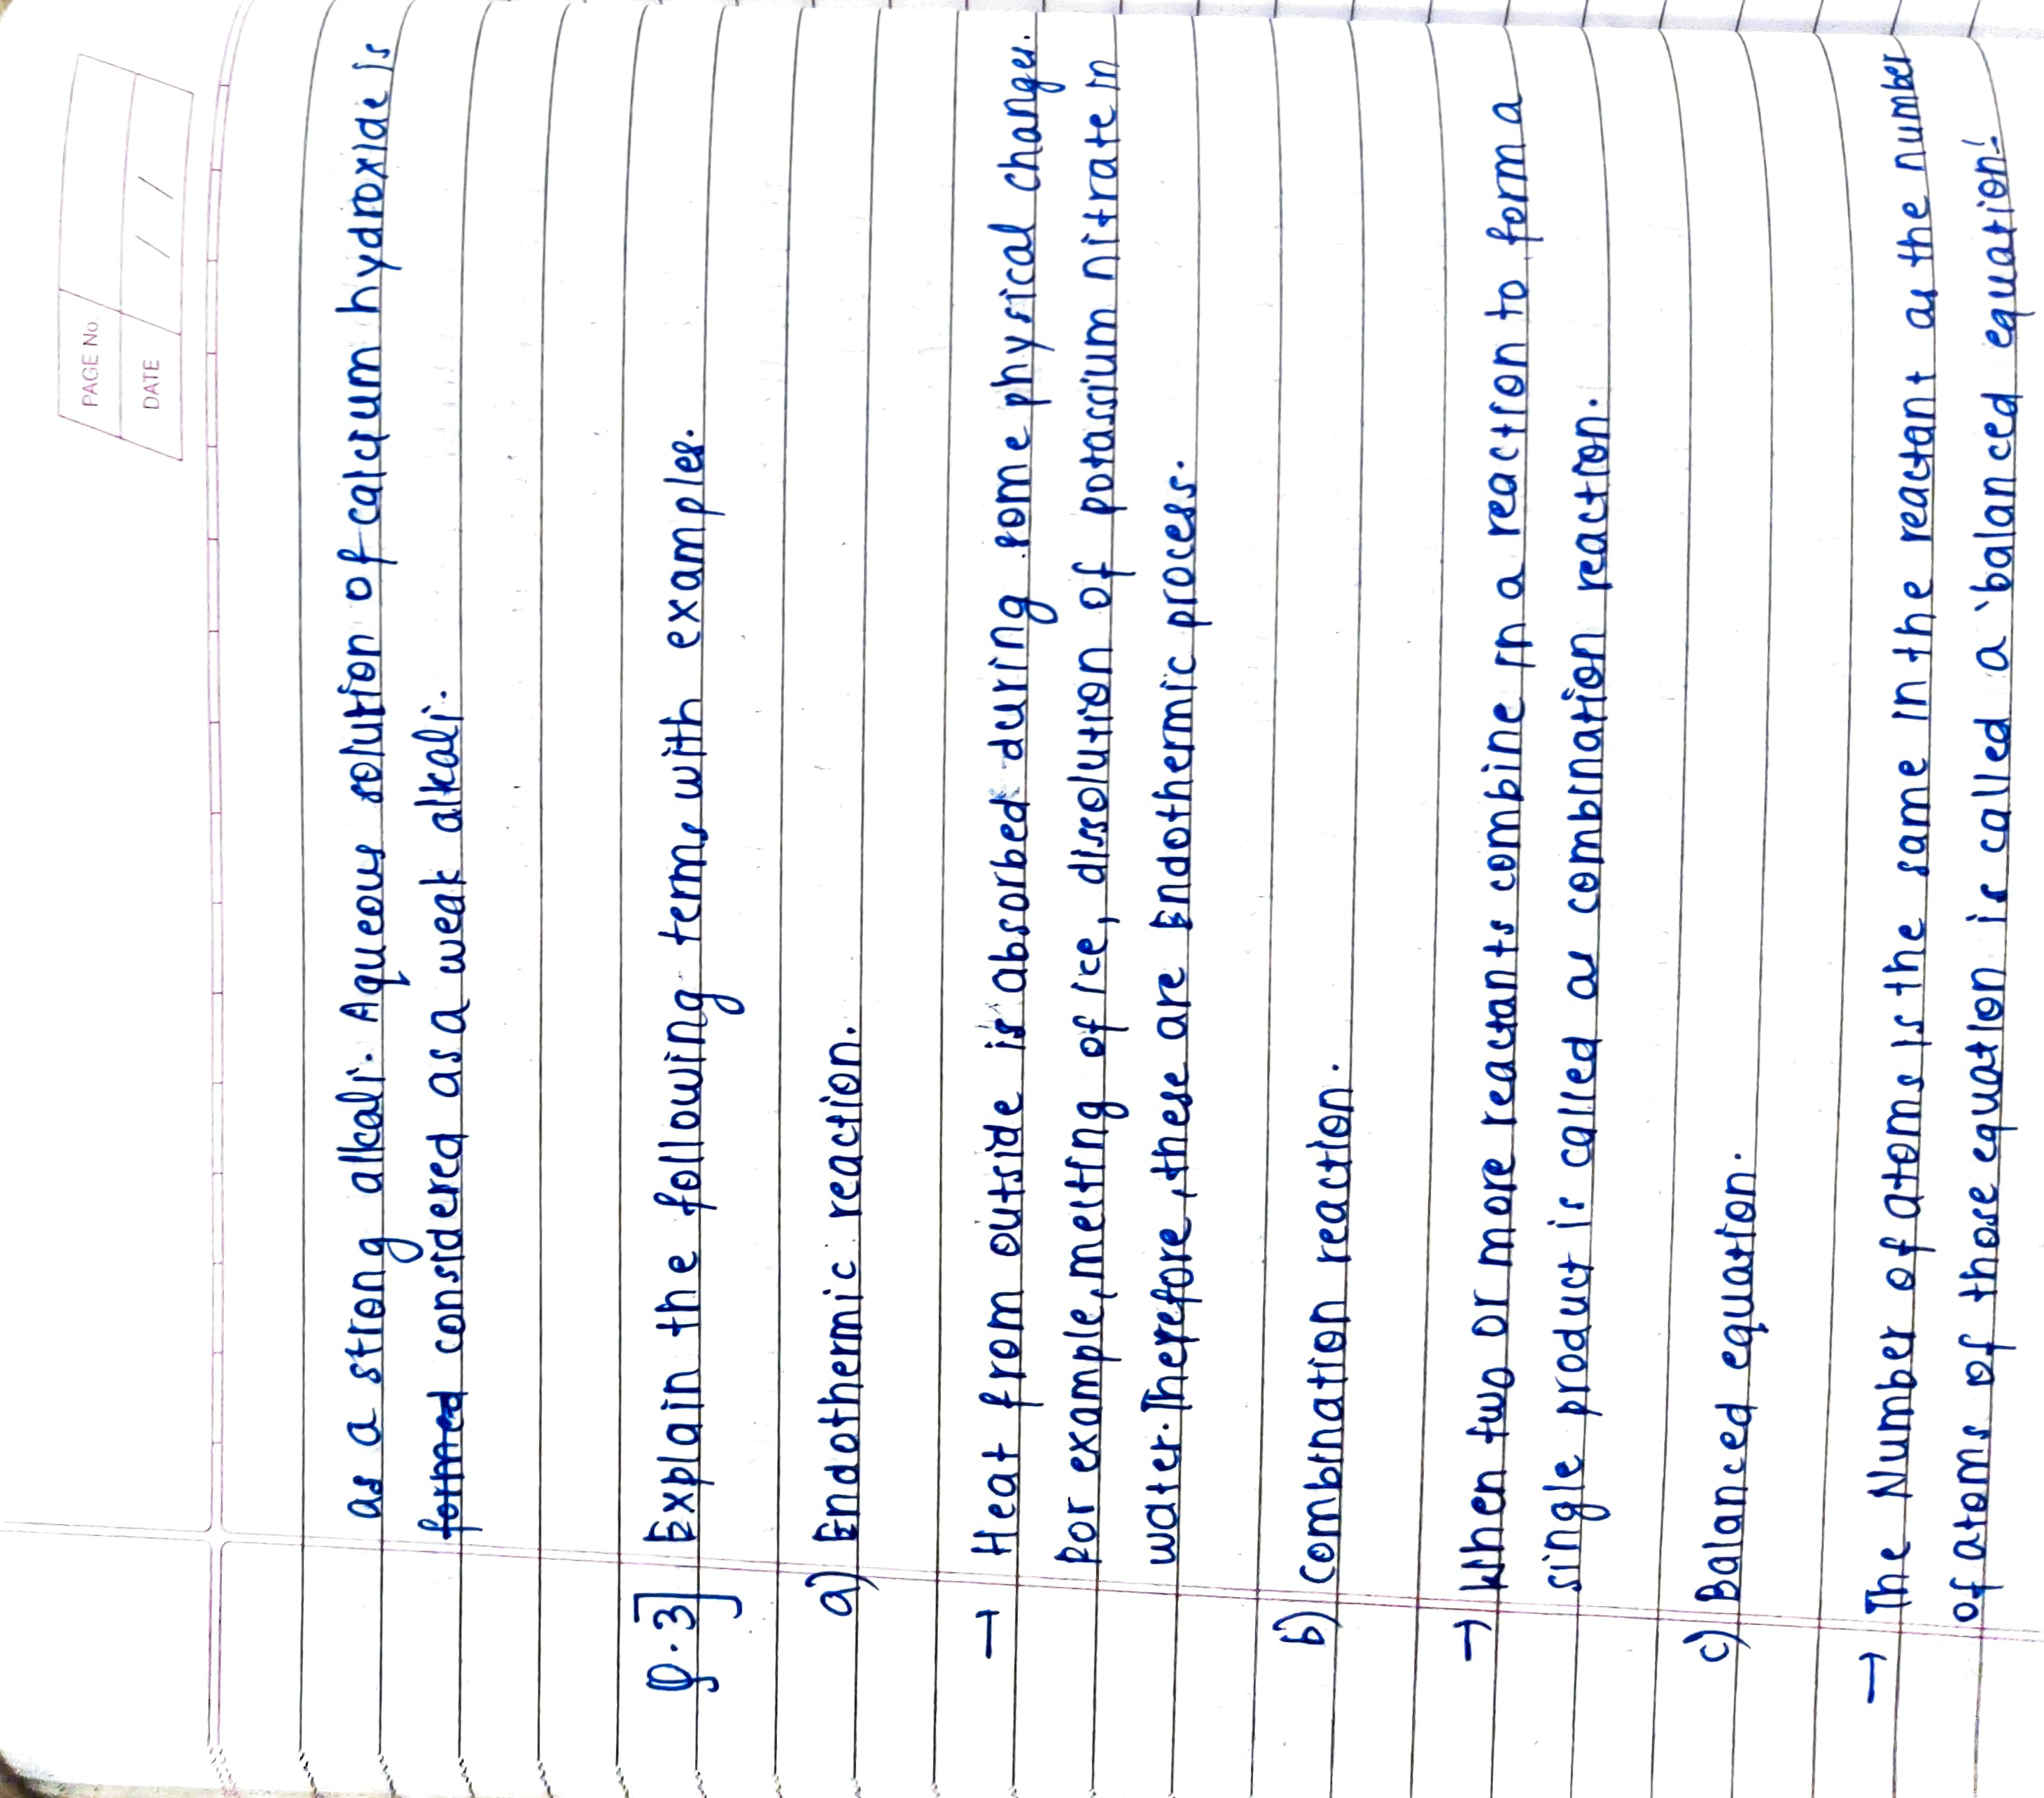 PAGE No
DATE / / /
as a strong alkali. Aqueous solution of calcium hydroxide is
formed considered as a weak alkali.
Q.3] Explain the following terms with examples.
a) Endothermic reaction.
→ Heat from outside is absorbed during some physical changes.
For example, melting of ice, dissolution of potassium nitrate in
water. Therefore, these are Endothermic process.
b) combination reaction.
→ When two or more reactants combine in a reaction to form a
single product is called as combination reaction.
c) Balanced equation.
→ The Number of atoms is the same in the reactant as the number
of atoms of those equation is called a 'balanced equation!